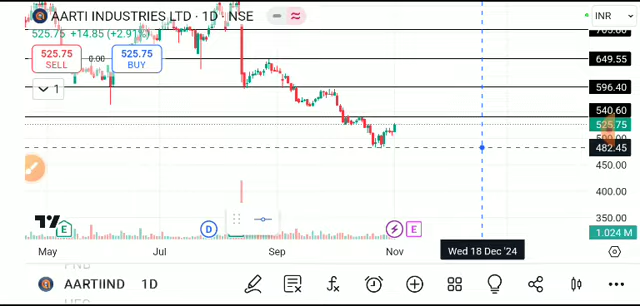 AARTI INDUSTRIES LTD · 1D · NSE
INR
525.75 +14.85 (+2.91%)
525.75
SELL
0.00
525.75
BUY
649.55
1
596.40
540.60
525.75
482.45
450.00
400.00
350.00
E
D
E
1.024 M
May
Jul
Sep
Nov
Wed 18 Dec '24
AARTIIND 1D